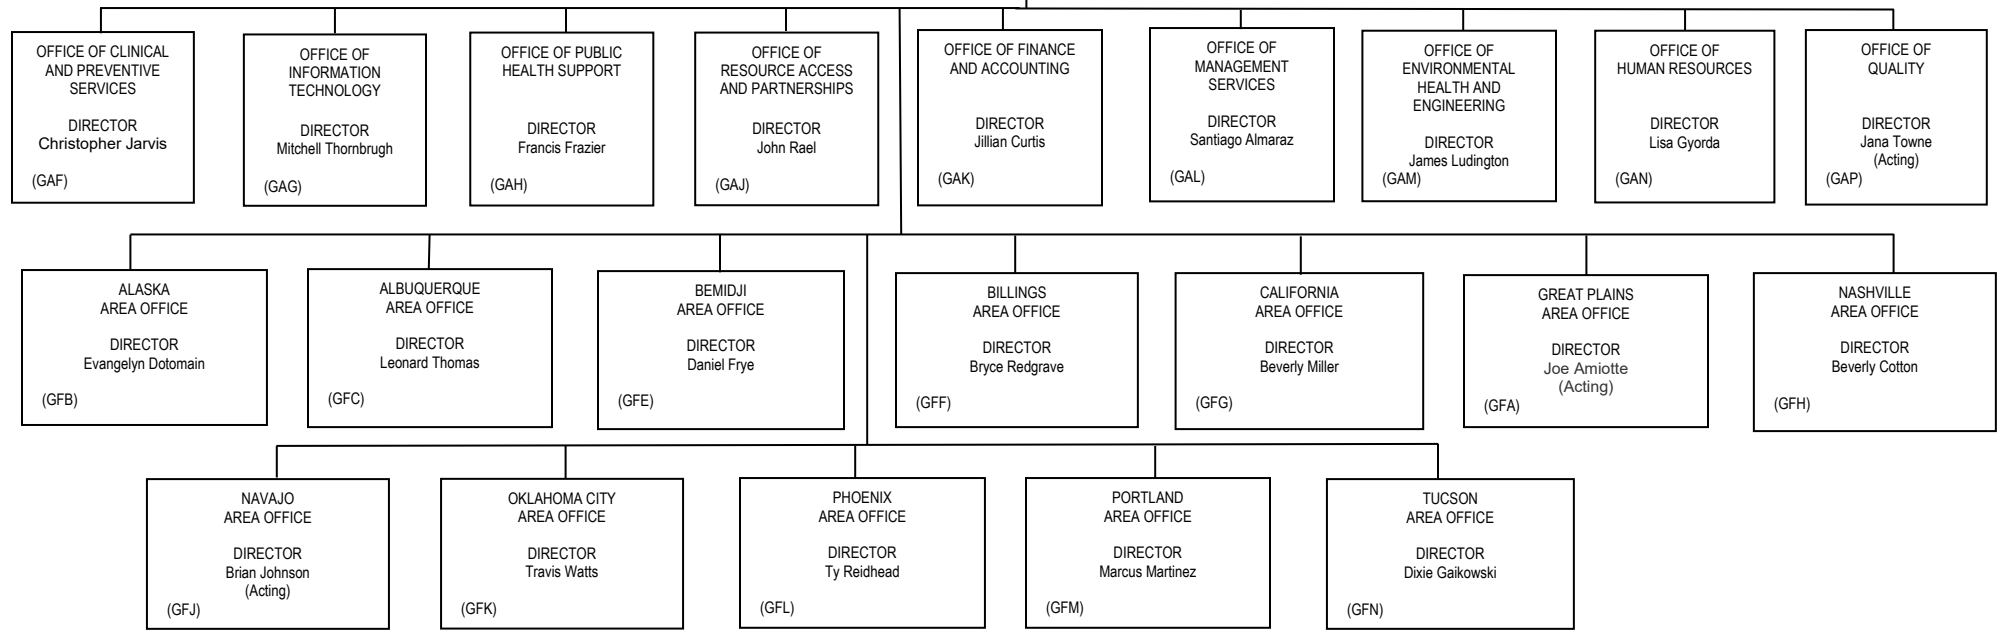 OFFICE OF CLINICAL
AND PREVENTIVE
SERVICES
DIRECTOR
Christopher Jarvis
(GAF)
OFFICE OF
INFORMATION
TECHNOLOGY
DIRECTOR
Mitchell Thornbrugh
(GAG)
OFFICE OF PUBLIC
HEALTH SUPPORT
DIRECTOR
Francis Frazier
(GAH)
OFFICE OF
RESOURCE ACCESS
AND PARTNERSHIPS
DIRECTOR
John Rael
(GAJ)
OFFICE OF FINANCE
AND ACCOUNTING
DIRECTOR
Jillian Curtis
(GAK)
OFFICE OF
MANAGEMENT
SERVICES
DIRECTOR
Santiago Almaraz
(GAL)
OFFICE OF
ENVIRONMENTAL
HEALTH AND
ENGINEERING
DIRECTOR
James Ludington
(GAM)
OFFICE OF
HUMAN RESOURCES
DIRECTOR
Lisa Gyorda
(GAN)
OFFICE OF
QUALITY
DIRECTOR
Jana Towne
(Acting)
(GAP)
ALASKA
AREA OFFICE
DIRECTOR
Evangelyn Dotomain
(GFB)
ALBUQUERQUE
AREA OFFICE
DIRECTOR
Leonard Thomas
(GFC)
BEMIDJI
AREA OFFICE
DIRECTOR
Daniel Frye
(GFE)
BILLINGS
AREA OFFICE
DIRECTOR
Bryce Redgrave
(GFF)
CALIFORNIA
AREA OFFICE
DIRECTOR
Beverly Miller
(GFG)
GREAT PLAINS
AREA OFFICE
DIRECTOR
Joe Amiotte
(Acting)
(GFA)
NASHVILLE
AREA OFFICE
DIRECTOR
Beverly Cotton
(GFH)
NAVAJO
AREA OFFICE
DIRECTOR
Brian Johnson
(Acting)
(GFJ)
OKLAHOMA CITY
AREA OFFICE
DIRECTOR
Travis Watts
(GFK)
PHOENIX
AREA OFFICE
DIRECTOR
Ty Reidhead
(GFL)
PORTLAND
AREA OFFICE
DIRECTOR
Marcus Martinez
(GFM)
TUCSON
AREA OFFICE
DIRECTOR
Dixie Gaikowski
(GFN)